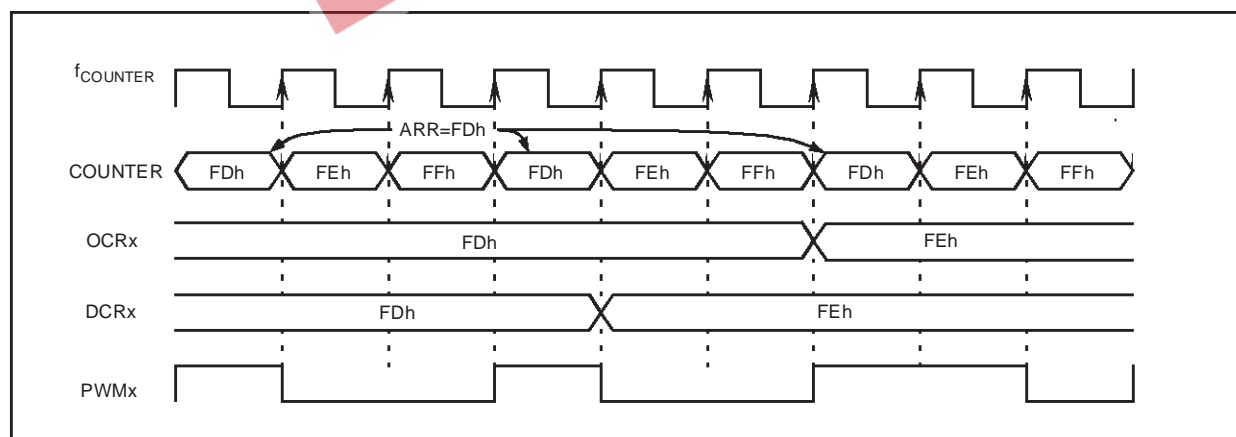 fCOUNTER
ARR=FDh
COUNTER FDh FEh FFh FDh FEh FFh FDh FEh FFh
OCRx FDh FEh
DCRx FDh FEh
PWMx